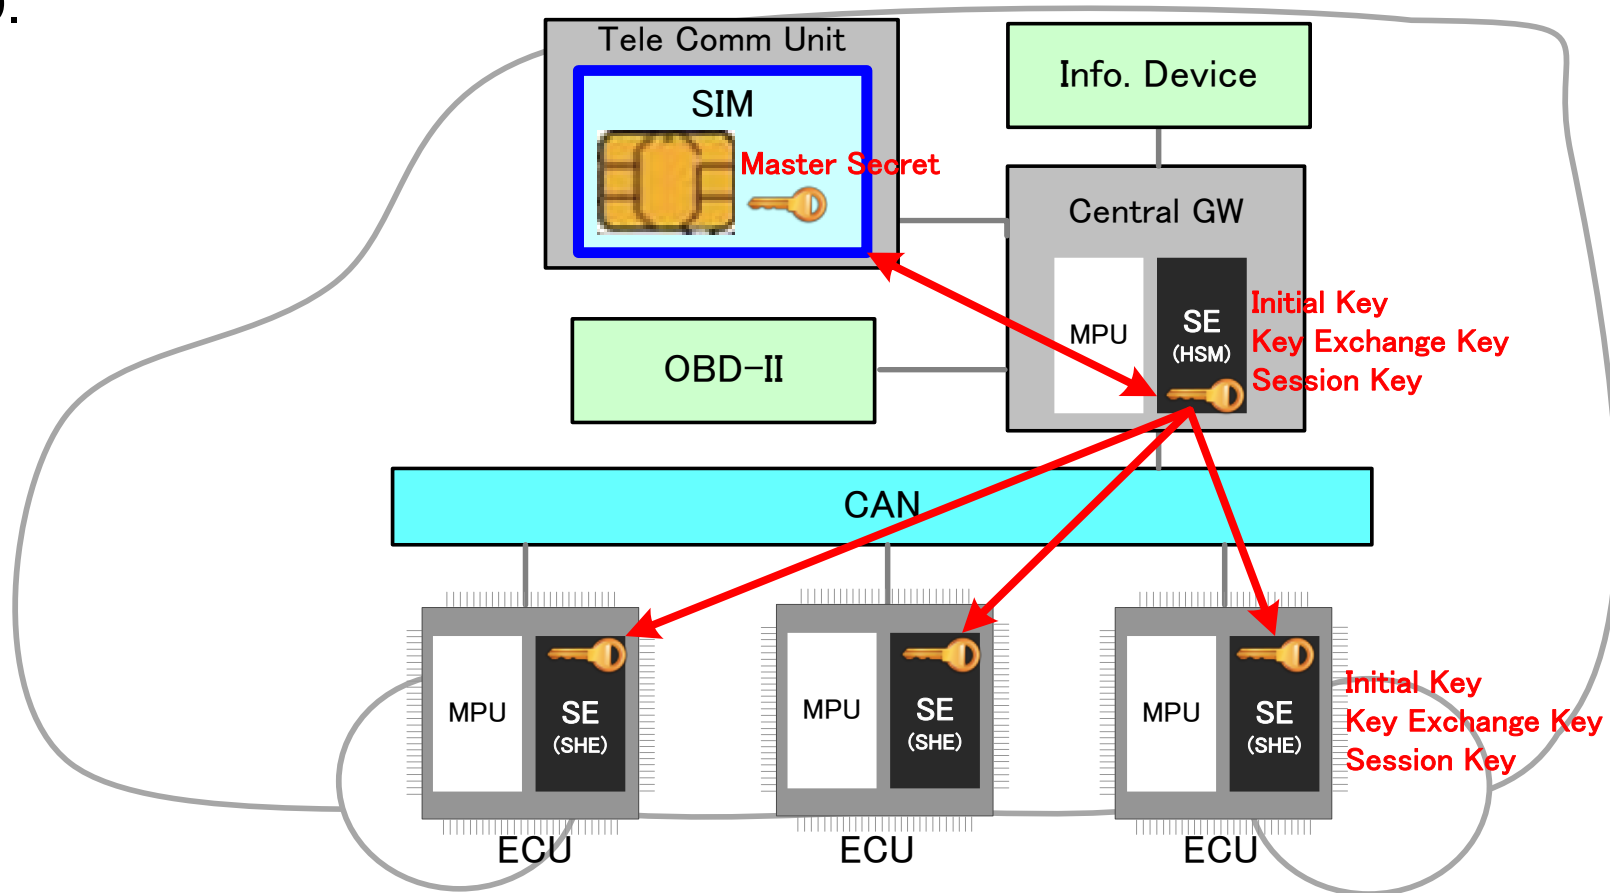 Tele Comm Unit
SIM
Master Secret
Info. Device
Central GW
MPU
SE
(HSM)
Initial Key
Key Exchange Key
Session Key
OBD-II
CAN
MPU
SE
(SHE)
ECU
MPU
SE
(SHE)
ECU
MPU
SE
(SHE)
Initial Key
Key Exchange Key
Session Key
ECU